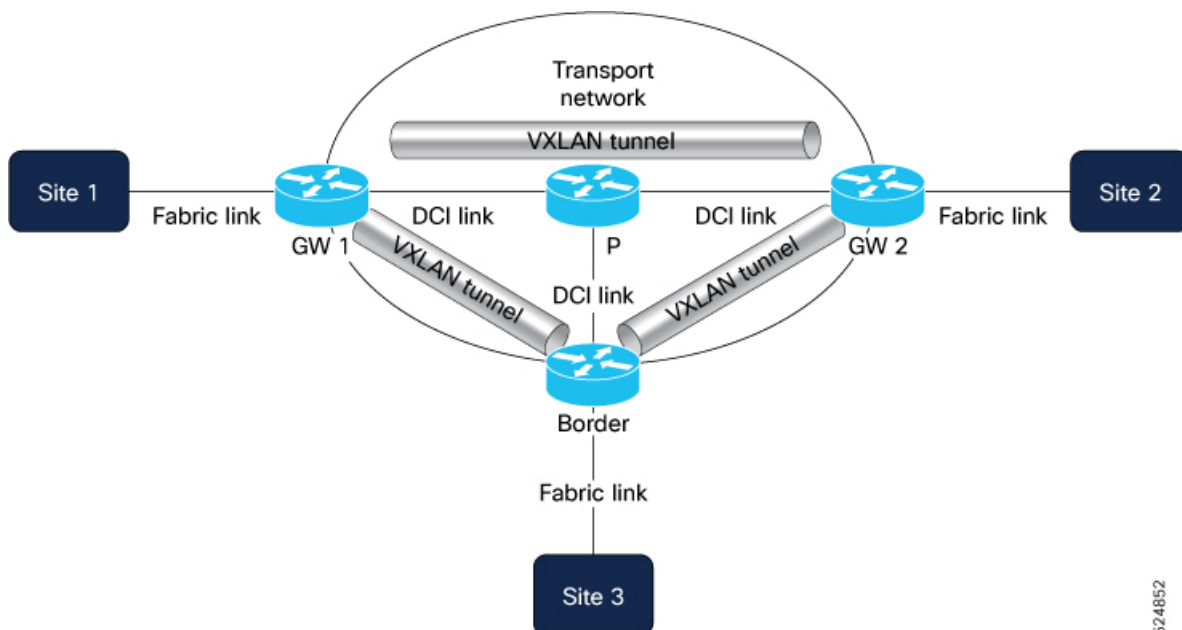 Transport
network
VXLAN tunnel
Site 1
Site 2
Fabric link
DCI link
DCI link
Fabric link
GW 1
P
GW 2
VXLAN tunnel
VXLAN tunnel
DCI link
Border
Fabric link
Site 3
524852